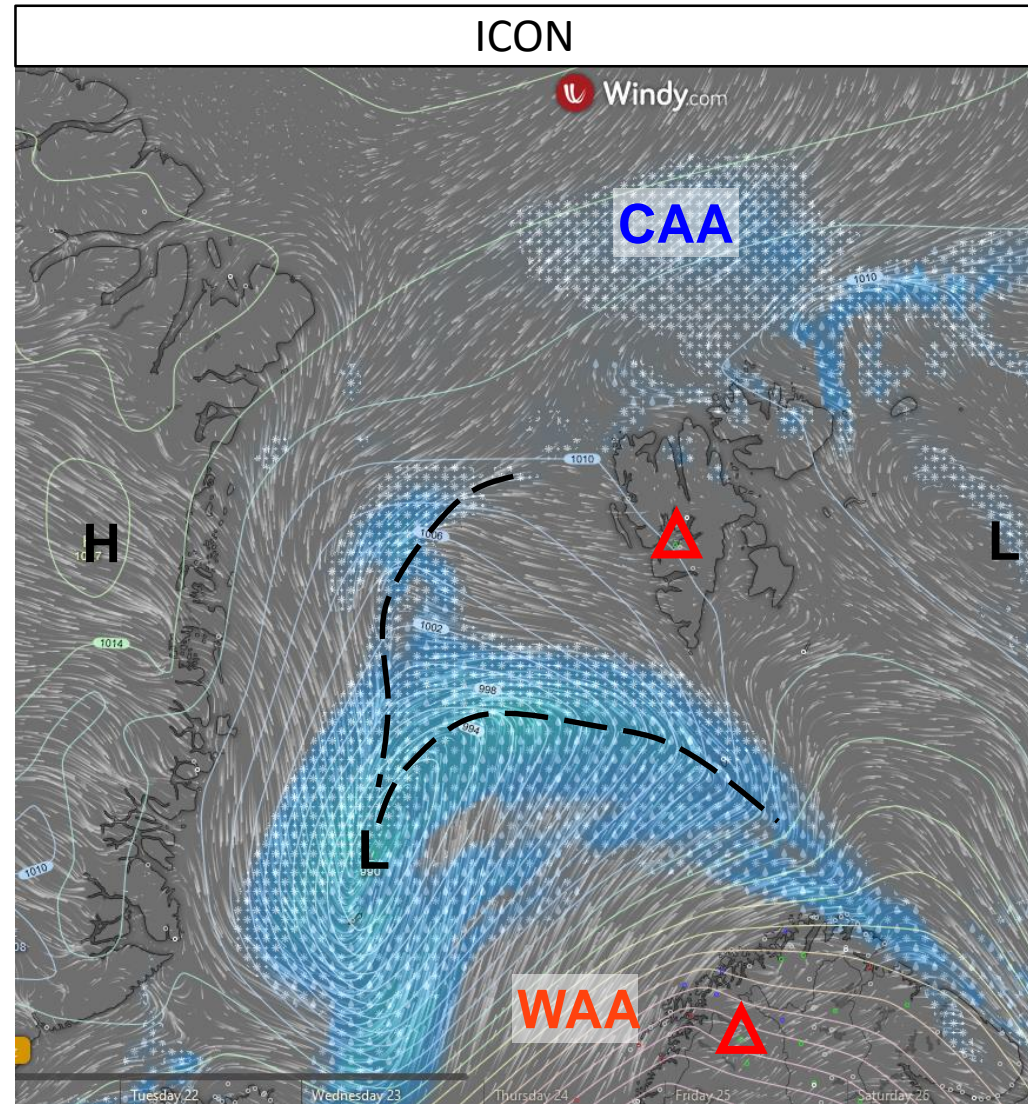 ICON
Windy.com
CAA
1010
1010
H
L
1006
1002
1014
998
994
L
990
1010
WAA
Tuesday 22
Wednesday 23
Thursday 24
Friday 25
Saturday 26